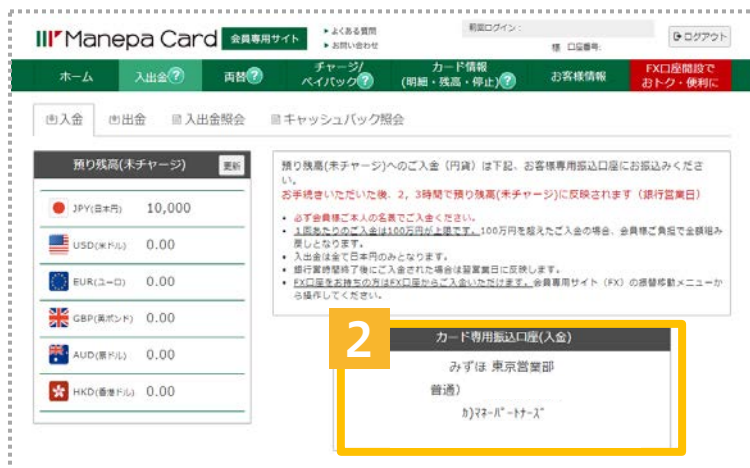 Manepa Card 会員専用サイト
よくある質問
お問い合わせ
前回ログイン:
様 口座番号:
ログアウト
ホーム
入出金?
両替?
チャージ/
ペイバック?
カード情報
(明細・残高・停止)?
お客様情報
FX口座開設で
おトク・便利に
入金
出金
入出金照会
キャッシュバック照会
預り残高(未チャージ)
更新
JPY(日本円) 10,000
USD(米ドル) 0.00
EUR(ユーロ) 0.00
GBP(英ポンド) 0.00
AUD(豪ドル) 0.00
HKD(香港ドル) 0.00
預り残高(未チャージ)へのご入金(円貨)は下記、お客様専用振込口座にお振込みくださ
い。
お手続きいただいた後、2, 3時間で預り残高(未チャージ)に反映されます(銀行営業日)
• 必ず会員様ご本人の名義でご入金ください。
• 1回あたりのご入金は100万円が上限です。100万円を超えたご入金の場合、会員様ご負担で全額組み
戻しとなります。
• 入出金は全て日本円のみとなります。
• 銀行営業時間終了後にご入金された場合は翌営業日に反映します。
• FX口座をお持ちの方はFX口座からご入金いただけます。会員専用サイト(FX)の振替移動メニューか
ら操作してください。
2
カード専用振込口座(入金)
みずほ 東京営業部
普通)
カ)マネーパートナーズ